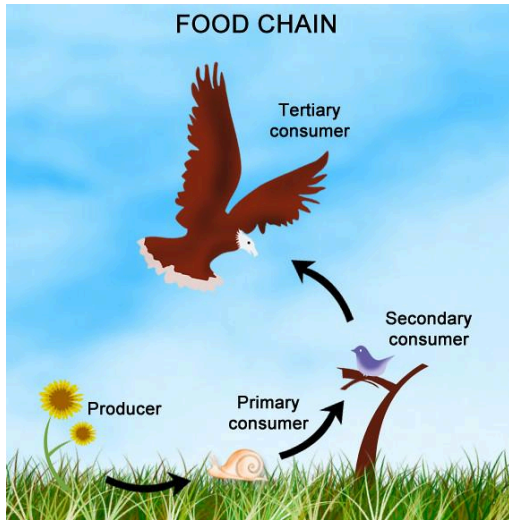 FOOD CHAIN
Tertiary
consumer
Secondary
consumer
Primary
consumer
Producer